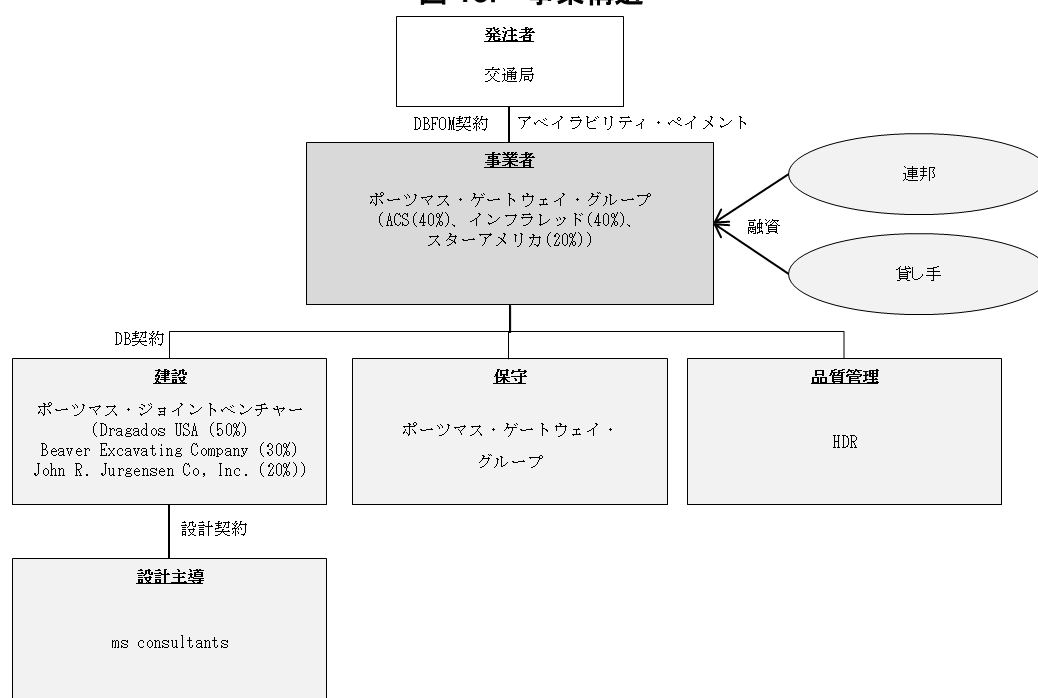 事業構造
発注者
交通局
DBFOM契約
アベイラビリティ・ペイメント
事業者
ポーツマス・ゲートウェイ・グループ
(ACS(40%)、インフラレッド(40%)、
スターアメリカ(20%))
連邦
融資
貸し手
DB契約
建設
ポーツマス・ジョイントベンチャー
(Dragados USA (50%)
Beaver Excavating Company (30%)
John R. Jurgensen Co, Inc. (20%))
保守
ポーツマス・ゲートウェイ・
グループ
品質管理
HDR
設計契約
設計主導
ms consultants